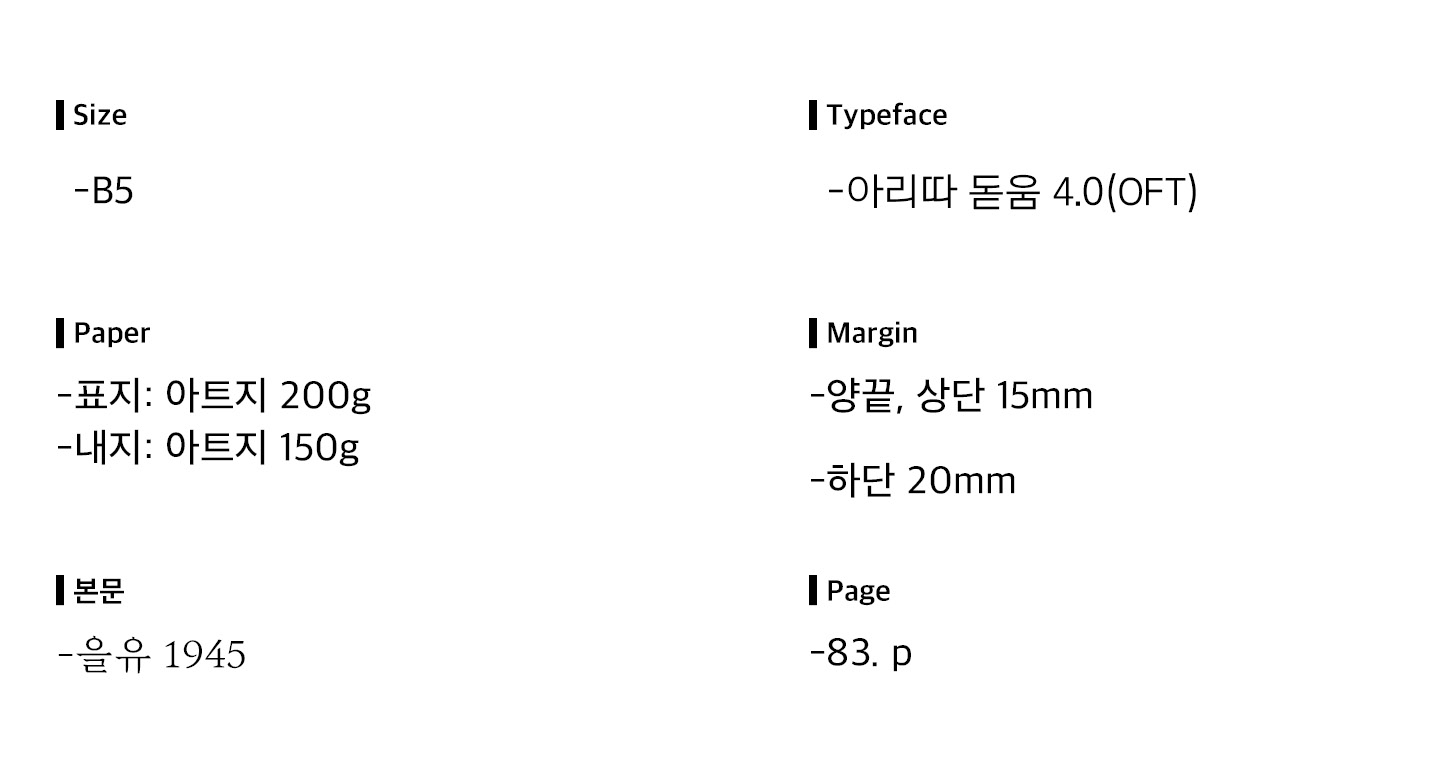 Size
-B5
Typeface
-아리따 돋움 4.0(OFT)
Paper
-표지: 아트지 200g
-내지: 아트지 150g
Margin
-양끝, 상단 15mm
-하단 20mm
본문
-을유 1945
Page
-83. p